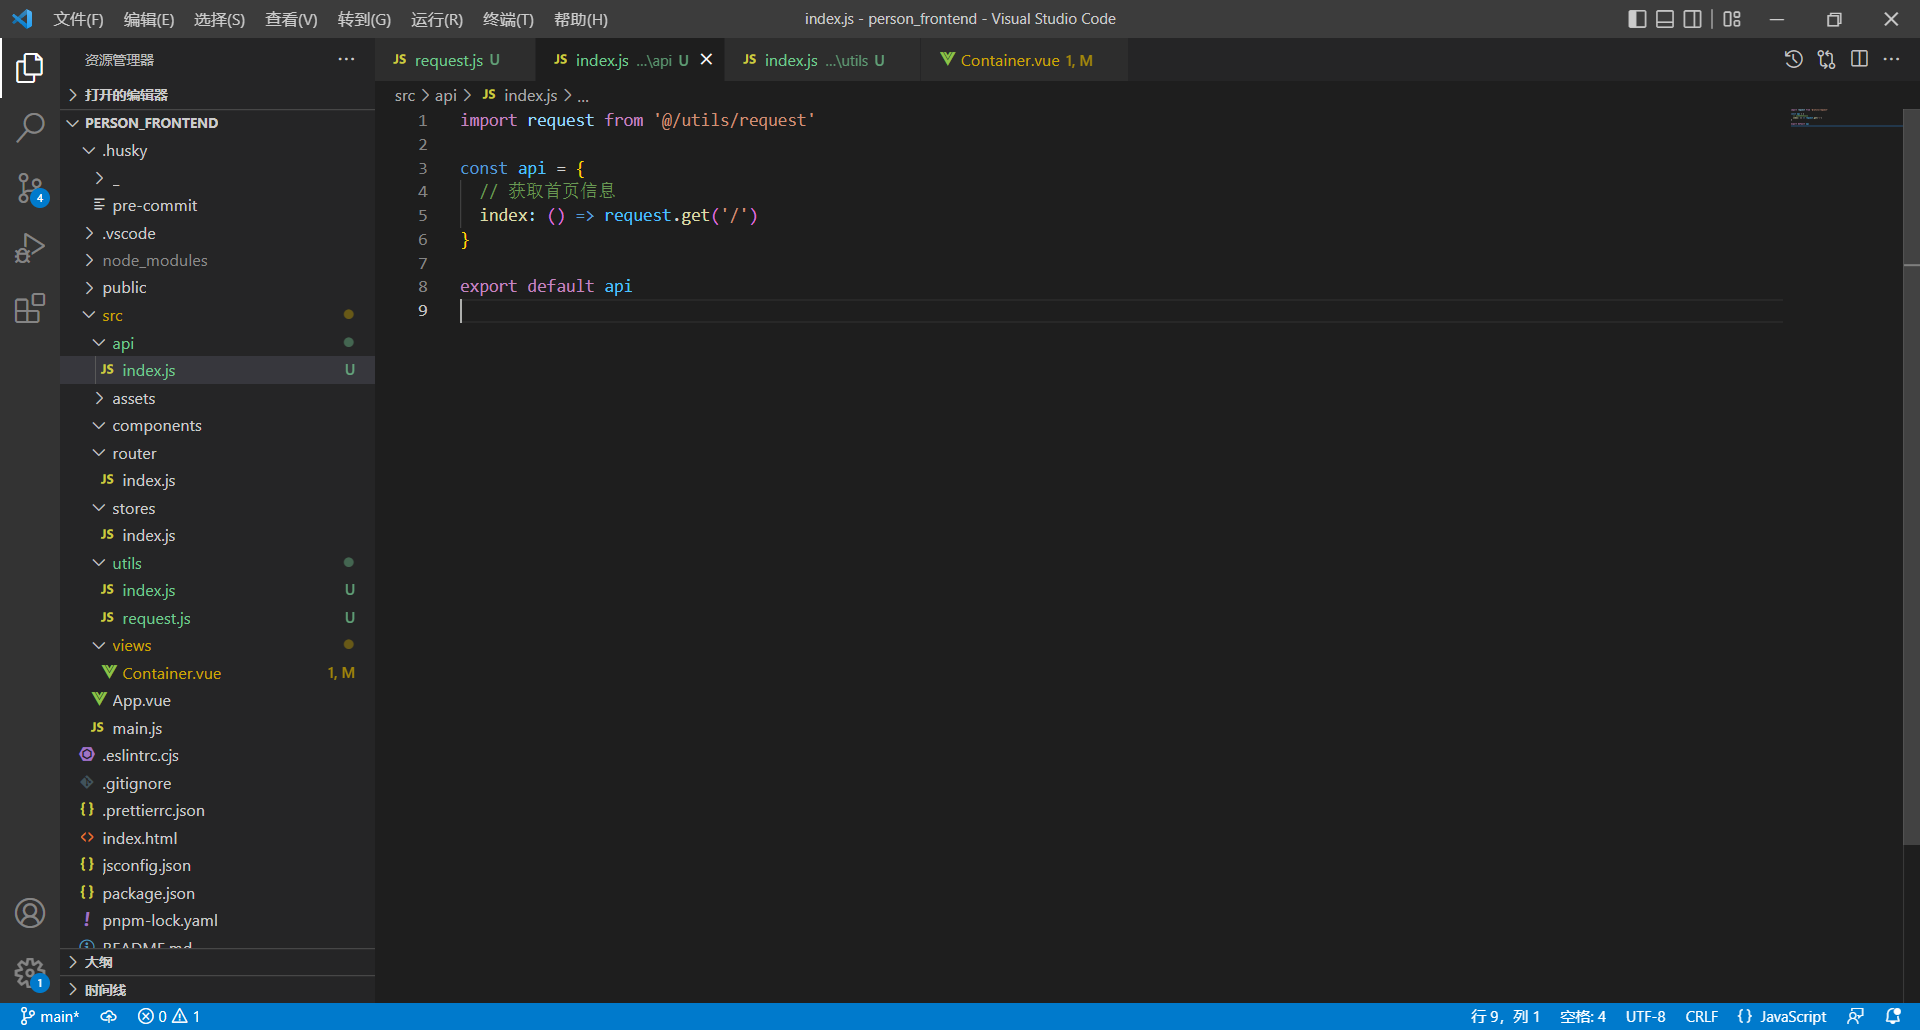 文件(F) 编辑(E) 选择(S) 查看(V) 转到(G) 运行(R) 终端(T) 帮助(H) index.js - person_frontend - Visual Studio Code
资源管理器 ···
JS request.js U JS index.js ...\api U JS index.js ...\utils U Container.vue 1, M
打开的编辑器
PERSON_FRONTEND
.husky
_
pre-commit
.vscode
node_modules
public
src
api
JS index.js U
assets
components
router
JS index.js
stores
JS index.js
utils
JS index.js U
JS request.js U
views
Container.vue 1, M
App.vue
JS main.js
.eslintrc.cjs
.gitignore
{} .prettierrc.json
<> index.html
{} jsconfig.json
{} package.json
! pnpm-lock.yaml
README.md
大纲
时间线
4
1
src > api > JS index.js > ...
1 import request from '@/utils/request'
2
3 const api = {
4 // 获取首页信息
5 index: () => request.get('/')
6 }
7
8 export default api
9
main* 0 1 行 9，列 1 空格: 4 UTF-8 CRLF {} JavaScript